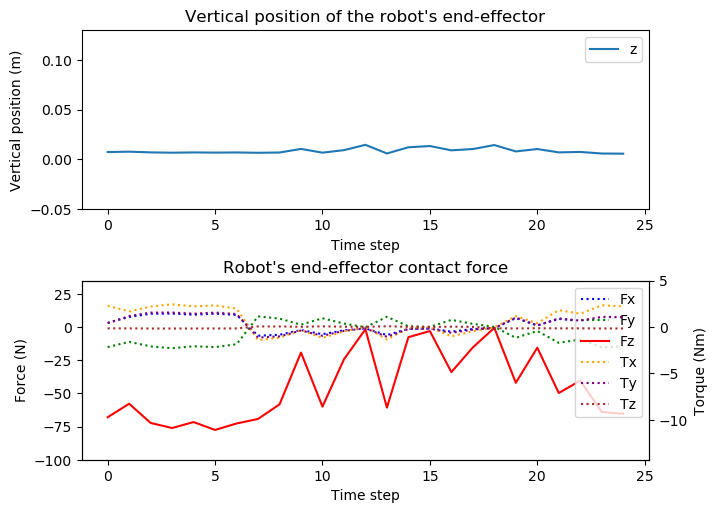 Vertical position of the robot's end-effector
z
0.10
0.05
0.00
−0.05
Vertical position (m)
0 5 10 15 20 25
Time step
Robot's end-effector contact force
25
0
−25
−50
−75
−100
Force (N)
Fx
Fy
Fz
Tx
Ty
Tz
5
0
−5
−10
Torque (Nm)
0 5 10 15 20 25
Time step